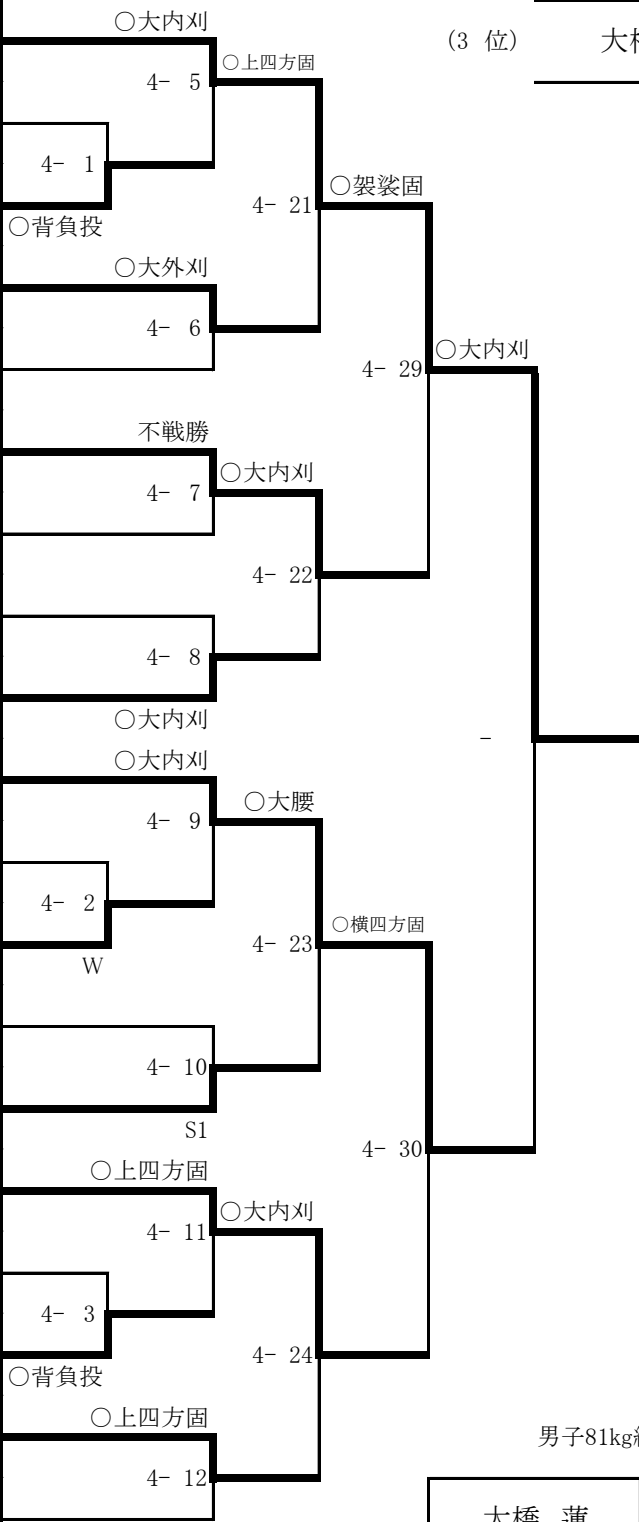 ○大内刈
(3 位)
大
4- 5
○上四方固
4- 1
○袈裟固
4- 21
○背負投
○大外刈
4- 6
○大内刈
4- 29
不戦勝
○大内刈
4- 7
4- 22
4- 8
○大内刈
-
○大内刈
○大腰
4- 9
4- 2
○横四方固
4- 23
W
4- 10
S1
4- 30
○上四方固
○大内刈
4- 11
4- 3
4- 24
○背負投
○上四方固
男子81kg
4- 12
大橋 蓮